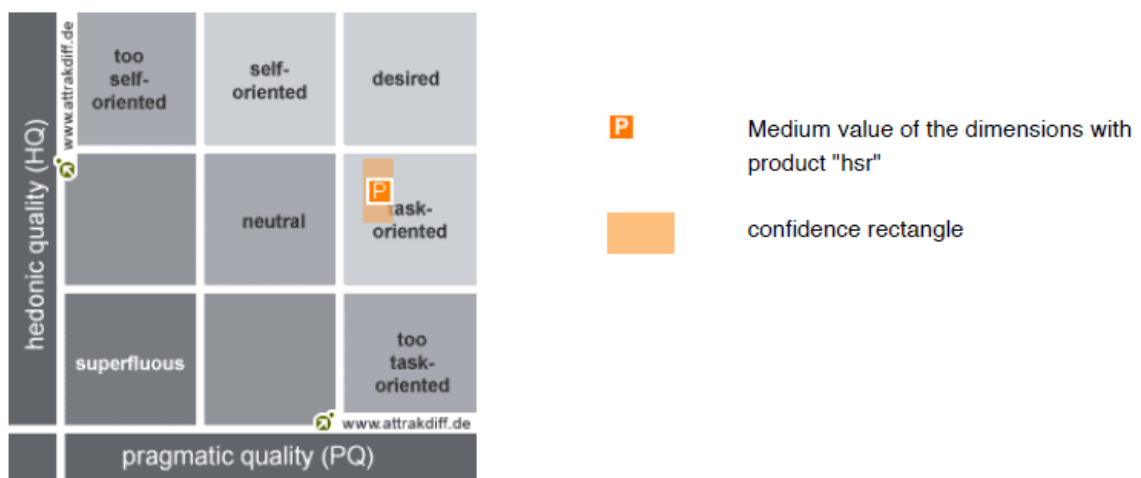 hedonic quality (HQ)
www.attrakdiff.de
too
self-
oriented
self-
oriented
desired
neutral
P
task-
oriented
superfluous
too
task-
oriented
www.attrakdiff.de
pragmatic quality (PQ)
P
Medium value of the dimensions with
product "hsr"
confidence rectangle